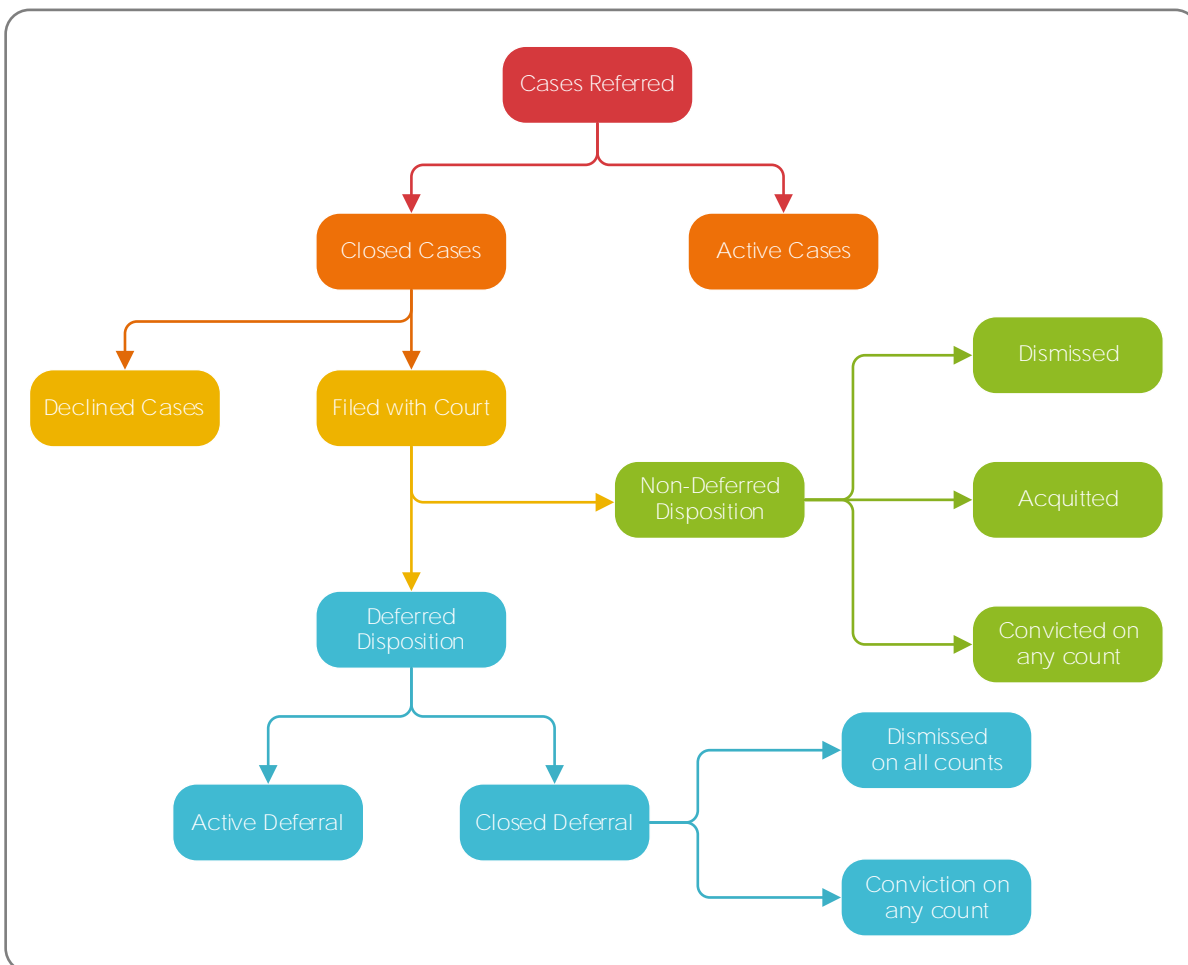 Cases Referred
Closed Cases
Active Cases
Dismissed
Declined Cases
Filed with Court
Non-Deferred
Disposition
Acquitted
Deferred
Disposition
Convicted on
any count
Dismissed
on all counts
Active Deferral
Closed Deferral
Conviction on
any count